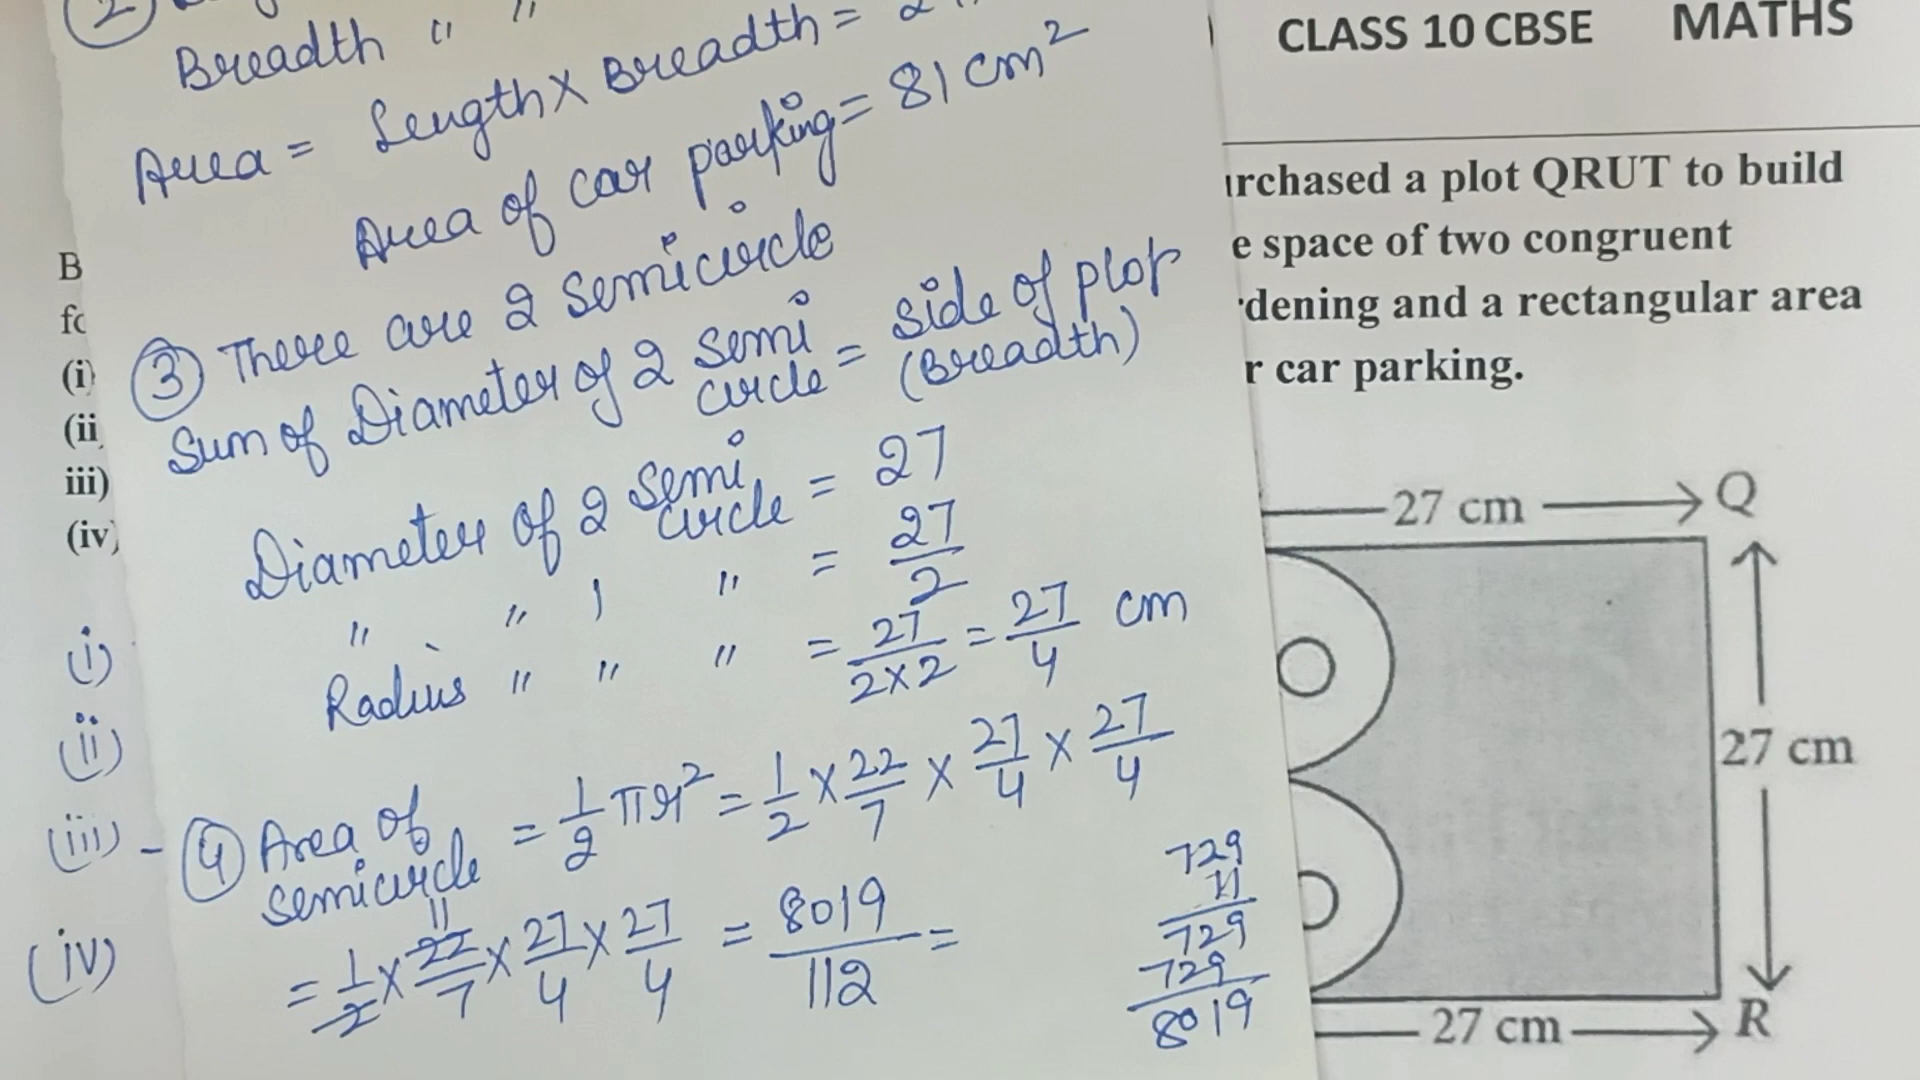 2
Breadth " "
Area = Length X Breadth =
Area of car parking = 81 cm²
3 There are 2 semicircle
Sum of Diameter of 2 semi circle = side of plot (Breadth)
Diameter of 2 semi circle = 27
" " 1 " = 27/2
Radius " " " = 27/2×2 = 27/4 cm
4 Area of semicircle = 1/2 πr² = 1/2 × 22/7 × 27/4 × 27/4
= 1/2 × 22/7 × 27/4 × 27/4 = 8019/112 =
11
729
11
729
729
8019
B
fo
(i)
(ii
iii)
(iv)
(i)
(ii)
(iii) -
(iv)
CLASS 10 CBSE MATHS
urchased a plot QRUT to build
e space of two congruent
rdening and a rectangular area
r car parking.
27 cm Q
27 cm
27 cm R